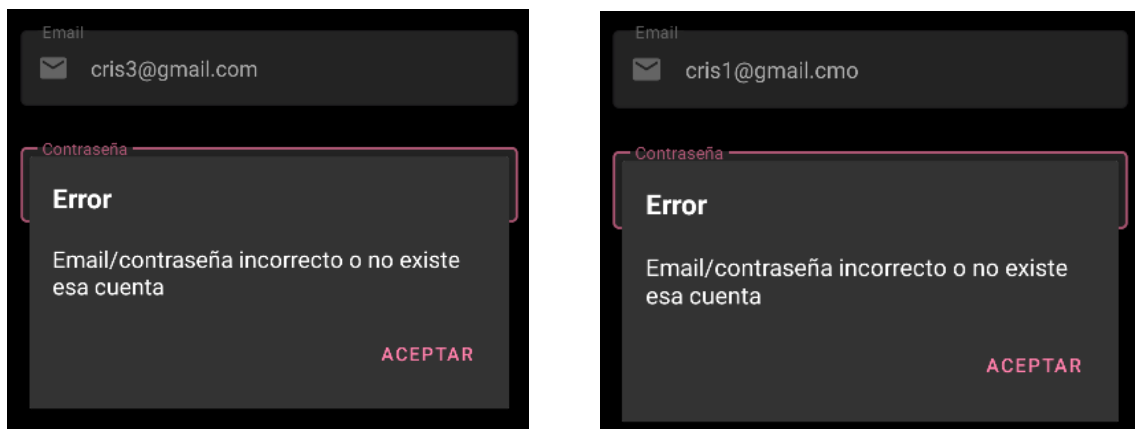 Email
cris3@gmail.com
Contraseña
Error
Email/contraseña incorrecto o no existe
esa cuenta
ACEPTAR
Email
cris1@gmail.cmo
Contraseña
Error
Email/contraseña incorrecto o no existe
esa cuenta
ACEPTAR